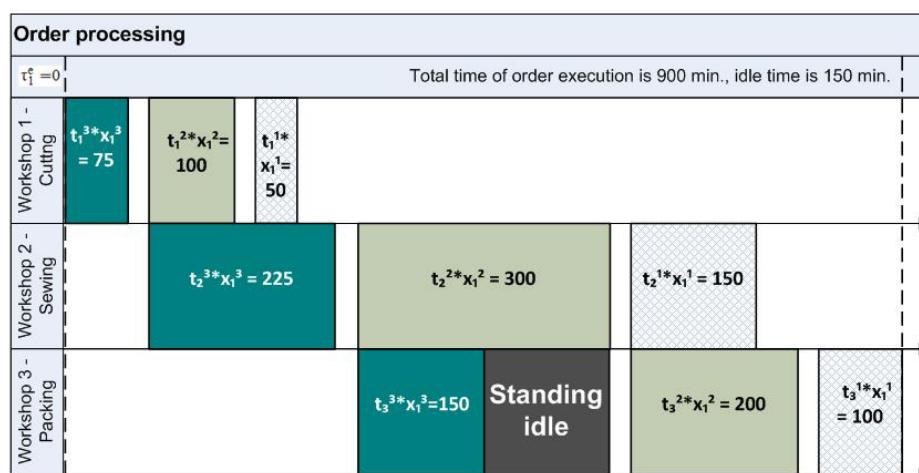 Order processing
τ₁ᵉ =0
Total time of order execution is 900 min., idle time is 150 min.
Workshop 1 -
Cuttng
t₁³*x₁³
= 75
t₁²*x₁²=
100
t₁¹*
x₁¹=
50
Workshop 2 -
Sewing
t₂³*x₁³ = 225
t₂²*x₁² = 300
t₂¹*x₁¹ = 150
Workshop 3 -
Packing
t₃³*x₁³=150
Standing
idle
t₃²*x₁² = 200
t₃¹*x₁¹
= 100